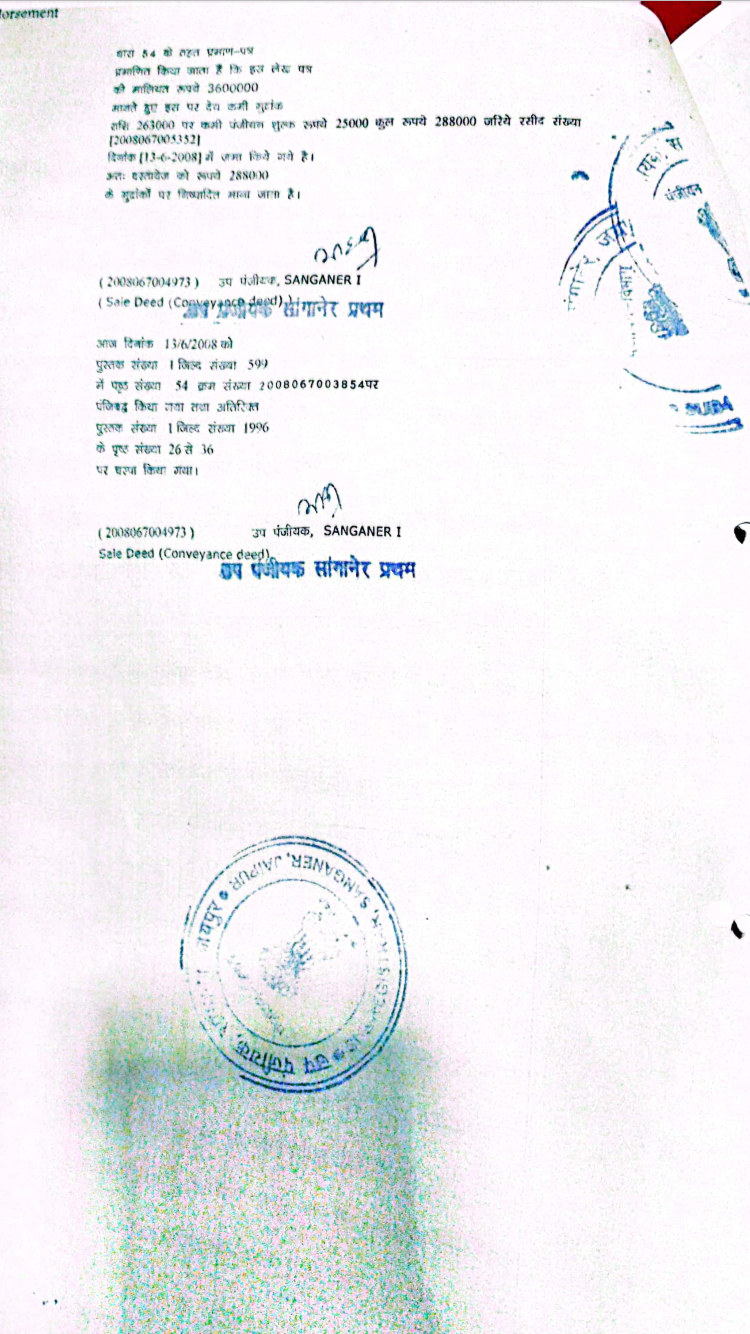 dorsement
धारा 54 के तहत प्रमाण-पत्र
प्रमाणित किया जाता है कि इस लेख पत्र
की मालियत रूपये 3600000
मानते हुए इस पर देय कमी मुद्रांक
राशि 263000 पर कमी पंजीयन शुल्क रूपये 25000 कुल रूपये 288000 जरिये रसीद संख्या
[2008067005352]
दिनांक [13-6-2008] में जमा किये गये है।
अतः दस्तावेज को रूपये 288000
के मुद्रांकों पर निष्पादित माना जाता है।
(2008067004973) उप पंजीयक, SANGANER I
( Sale Deed (Conveyance deed) )
उप पंजीयक सांगानेर प्रथम
आज दिनांक 13/6/2008 को
पुस्तक संख्या 1 जिल्द संख्या 599
में पृष्ठ संख्या 54 क्रम संख्या 2008067003854पर
पंजिबद्ध किया गया तथा अतिरिक्त
पुस्तक संख्या 1 जिल्द संख्या 1996
के पृष्ठ संख्या 26 से 36
पर चस्पा किया गया।
(2008067004973) उप पंजीयक, SANGANER I
Sale Deed (Conveyance deed)
उप पंजीयक सांगानेर प्रथम
पंजीयन
SANGANER, JAIPUR
उप पंजीयक,